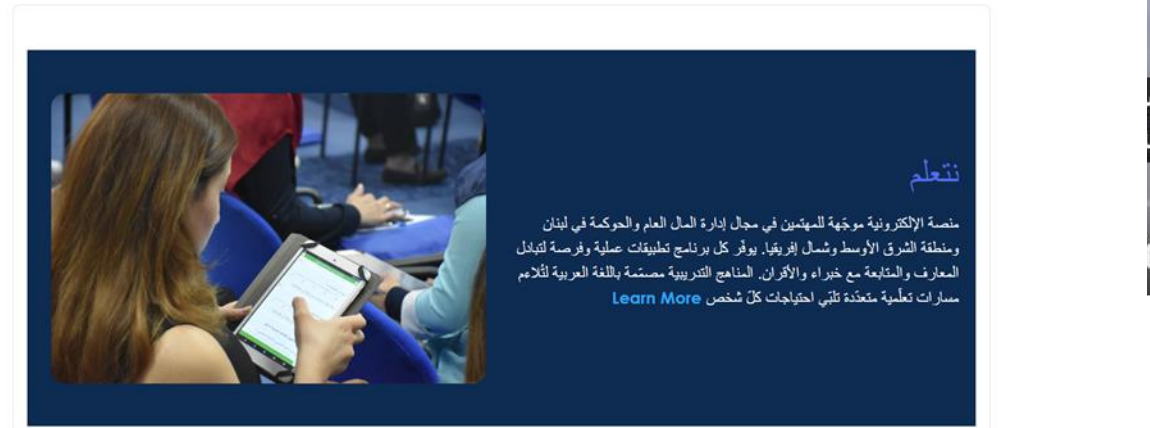 نتعلم
منصة الإلكترونية موجّهة للمهتمين في مجال إدارة المال العام والحوكمة في لبنان
ومنطقة الشرق الأوسط وشمال إفريقيا. يوفّر كل برنامج تطبيقات عملية وفرصة لتبادل
المعارف والمتابعة مع خبراء والأقران. المناهج التدريبية مصمّمة باللغة العربية لتُلاءم
مسارات تعلّمية متعدّدة تلبّي احتياجات كلّ شخص Learn More